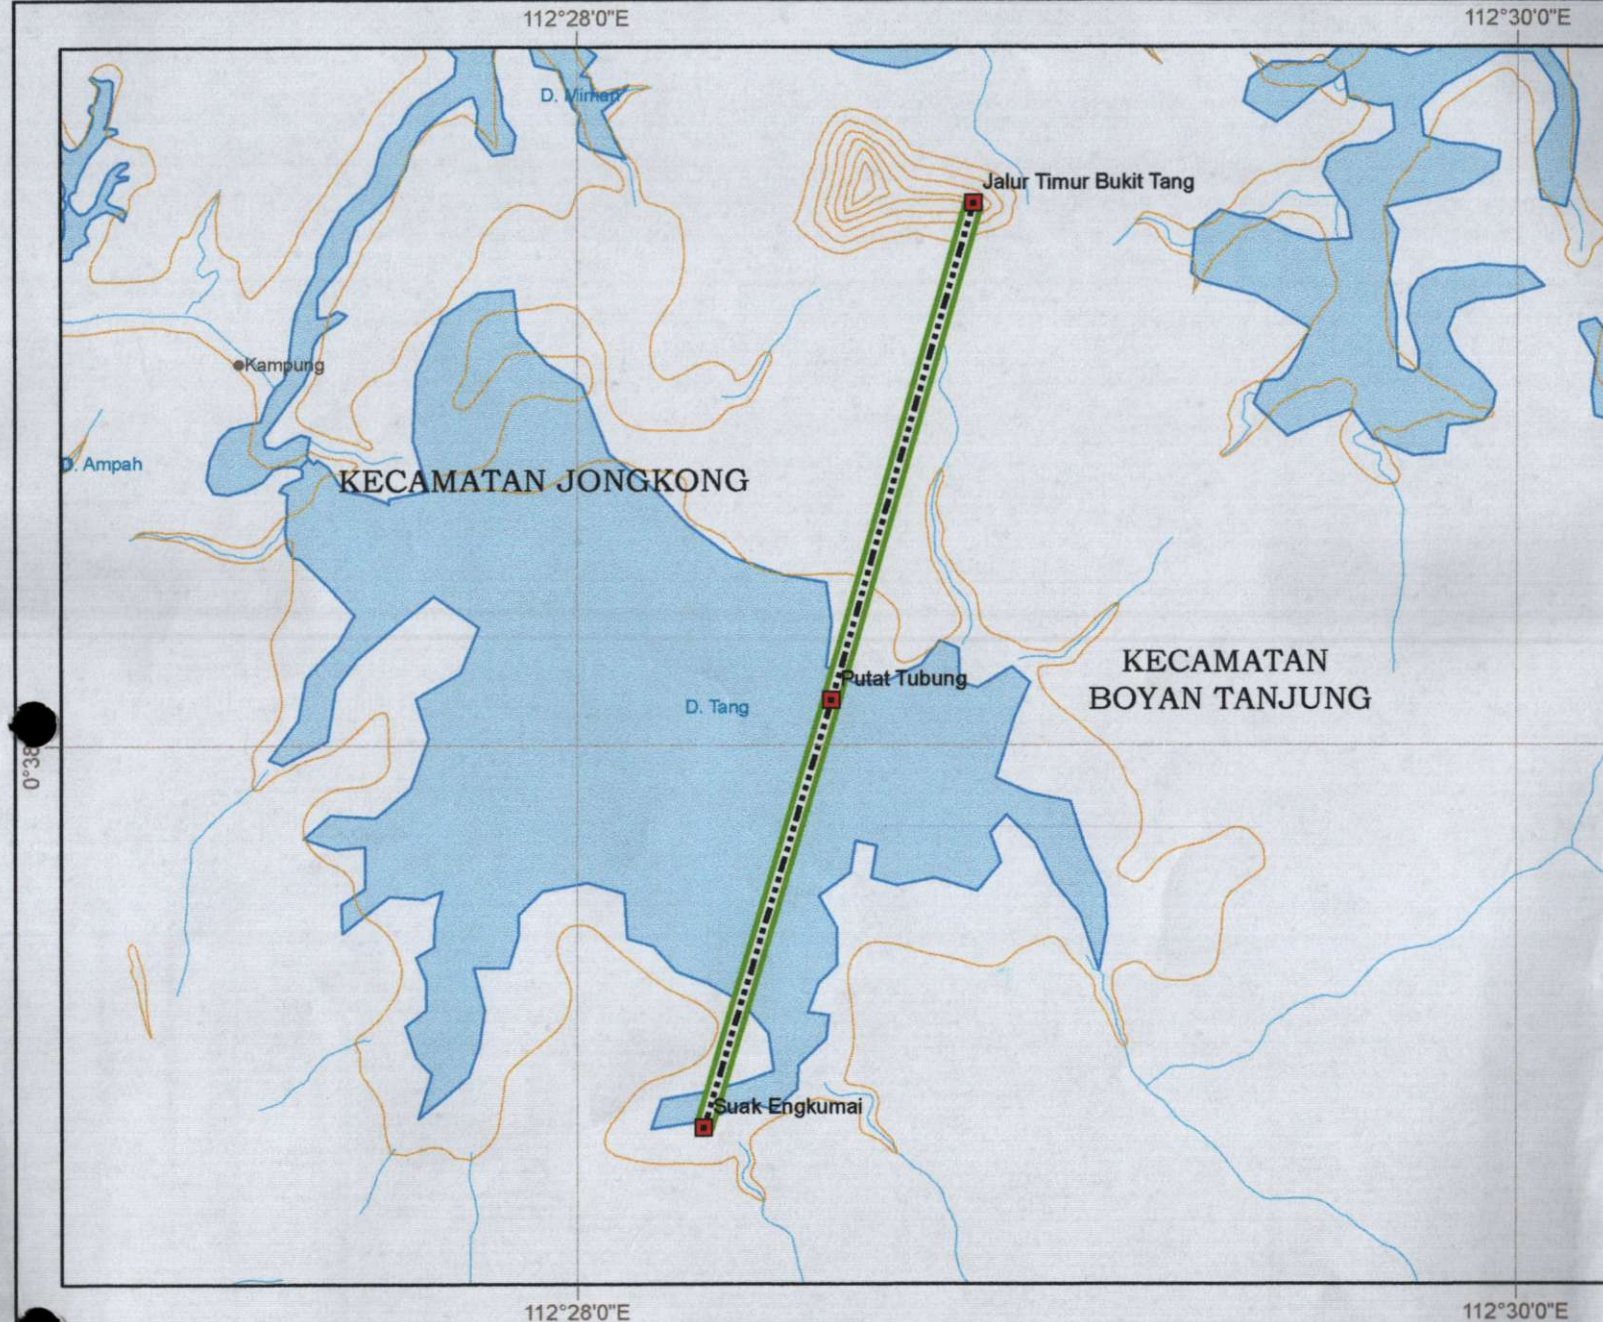 112°28'0"E
112°30'0"E
D. Miman
Jalur Timur Bukit Tang
Kampung
D. Ampah
KECAMATAN JONGKONG
KECAMATAN
BOYAN TANJUNG
Putat Tubung
D. Tang
0°38
Suak Engkumai
112°28'0"E
112°30'0"E